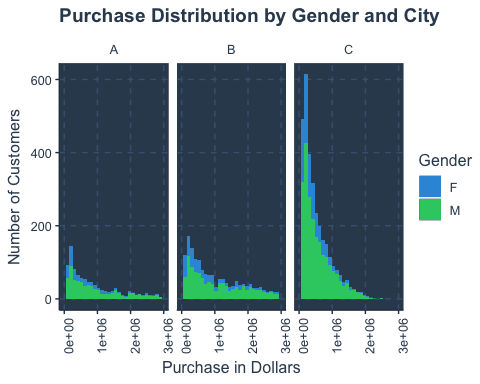 Purchase Distribution by Gender and City
A B C
Number of Customers
600
400
200
0
Gender
F
M
0e+00 1e+06 2e+06 3e+06 0e+00 1e+06 2e+06 3e+06 0e+00 1e+06 2e+06 3e+06
Purchase in Dollars